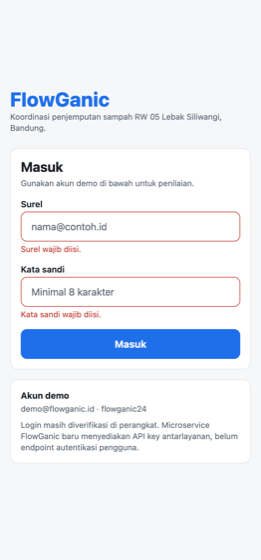 FlowGanic
Koordinasi penjemputan sampah RW 05 Lebak Siliwangi,
Bandung.
Masuk
Gunakan akun demo di bawah untuk penilaian.
Surel
nama@contoh.id
Surel wajib diisi.
Kata sandi
Minimal 8 karakter
Kata sandi wajib diisi.
Masuk
Akun demo
demo@flowganic.id · flowganic24
Login masih diverifikasi di perangkat. Microservice
FlowGanic baru menyediakan API key antarlayanan, belum
endpoint autentikasi pengguna.